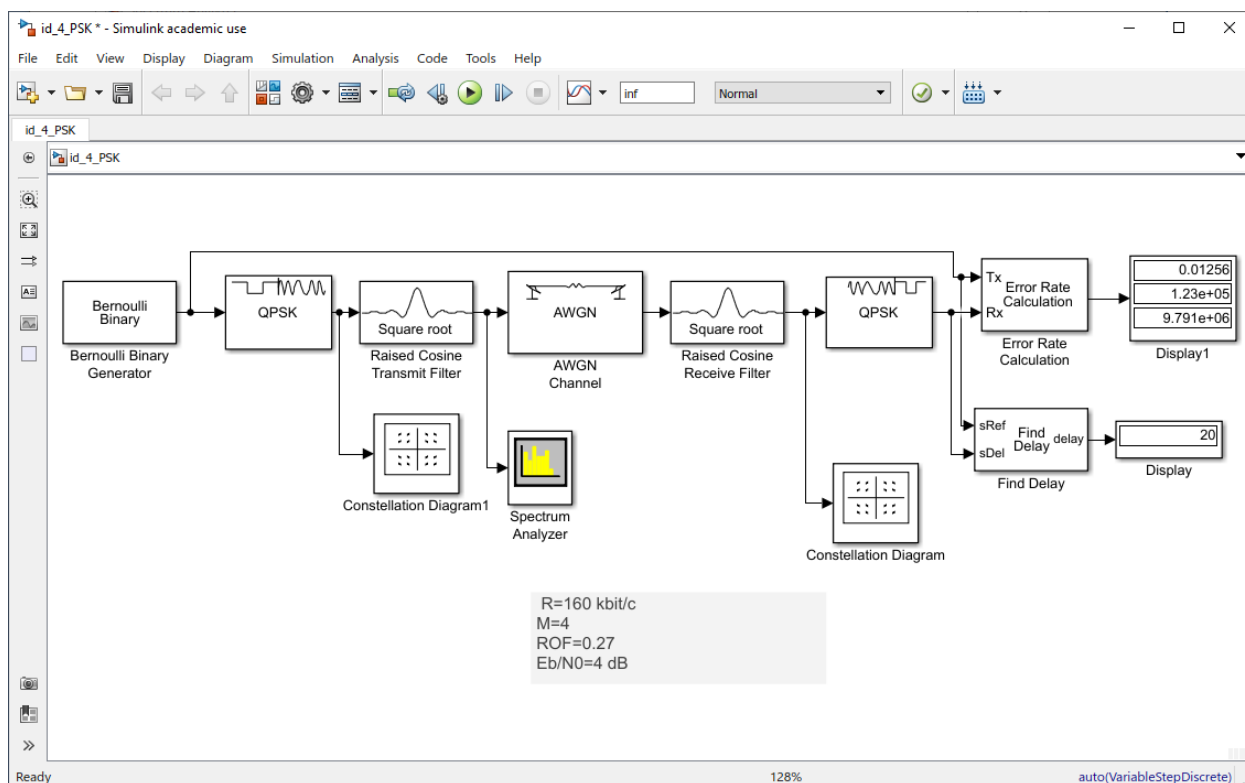 id_4_PSK * - Simulink academic use
File Edit View Display Diagram Simulation Analysis Code Tools Help
inf
Normal
id_4_PSK
id_4_PSK
Bernoulli
Binary
Bernoulli Binary
Generator
QPSK
Square root
Raised Cosine
Transmit Filter
AWGN
AWGN
Channel
Square root
Raised Cosine
Receive Filter
QPSK
Tx
Rx
Error Rate
Calculation
Error Rate
Calculation
0.01256
1.23e+05
9.791e+06
Display1
Constellation Diagram1
Spectrum
Analyzer
Constellation Diagram
sRef
sDel
Find
Delay
delay
Find Delay
20
Display
R=160 kbit/c
M=4
ROF=0.27
Eb/N0=4 dB
Ready
128%
auto(VariableStepDiscrete)